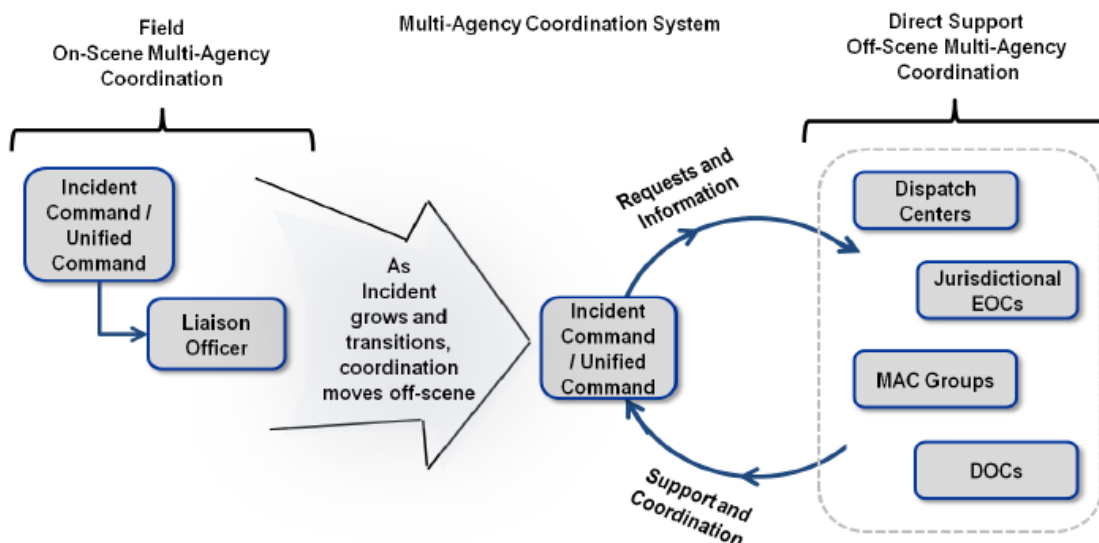 Multi-Agency Coordination System
Field
On-Scene Multi-Agency
Coordination
Direct Support
Off-Scene Multi-Agency
Coordination
Incident
Command /
Unified
Command
Liaison
Officer
As
Incident
grows and
transitions,
coordination
moves off-scene
Incident
Command
/ Unified
Command
Requests and
Information
Support and
Coordination
Dispatch
Centers
Jurisdictional
EOCs
MAC Groups
DOCs